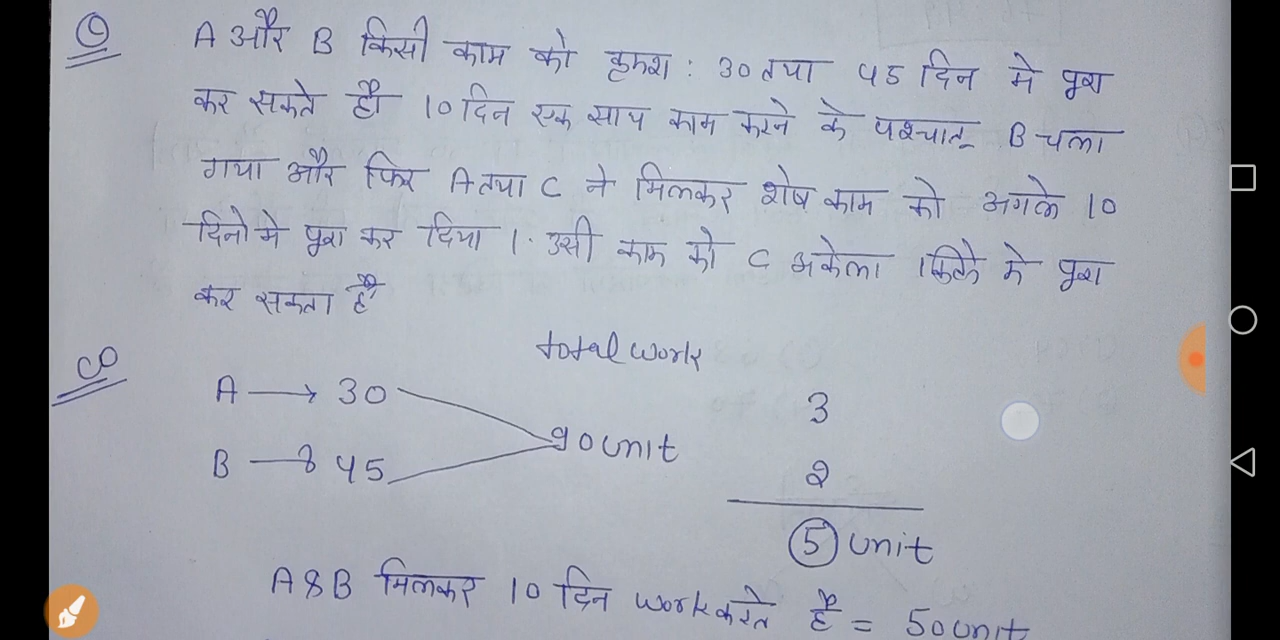 Q A और B किसी काम को क्रमश: 30 तथा 45 दिन मे पूरा
कर सकते है। 10 दिन एक साथ काम करने के पश्चात् B चला
गया और फिर A तथा C ने मिलकर शेष काम को अगले 10
दिनो मे पूरा कर दिया । उसी काम को C अकेला मे पूरा
कर सकता है
total work
A → 30 3
90 unit
B → 45 2
5 unit
A & B मिलकर 10 दिन work करते है = 50 unit